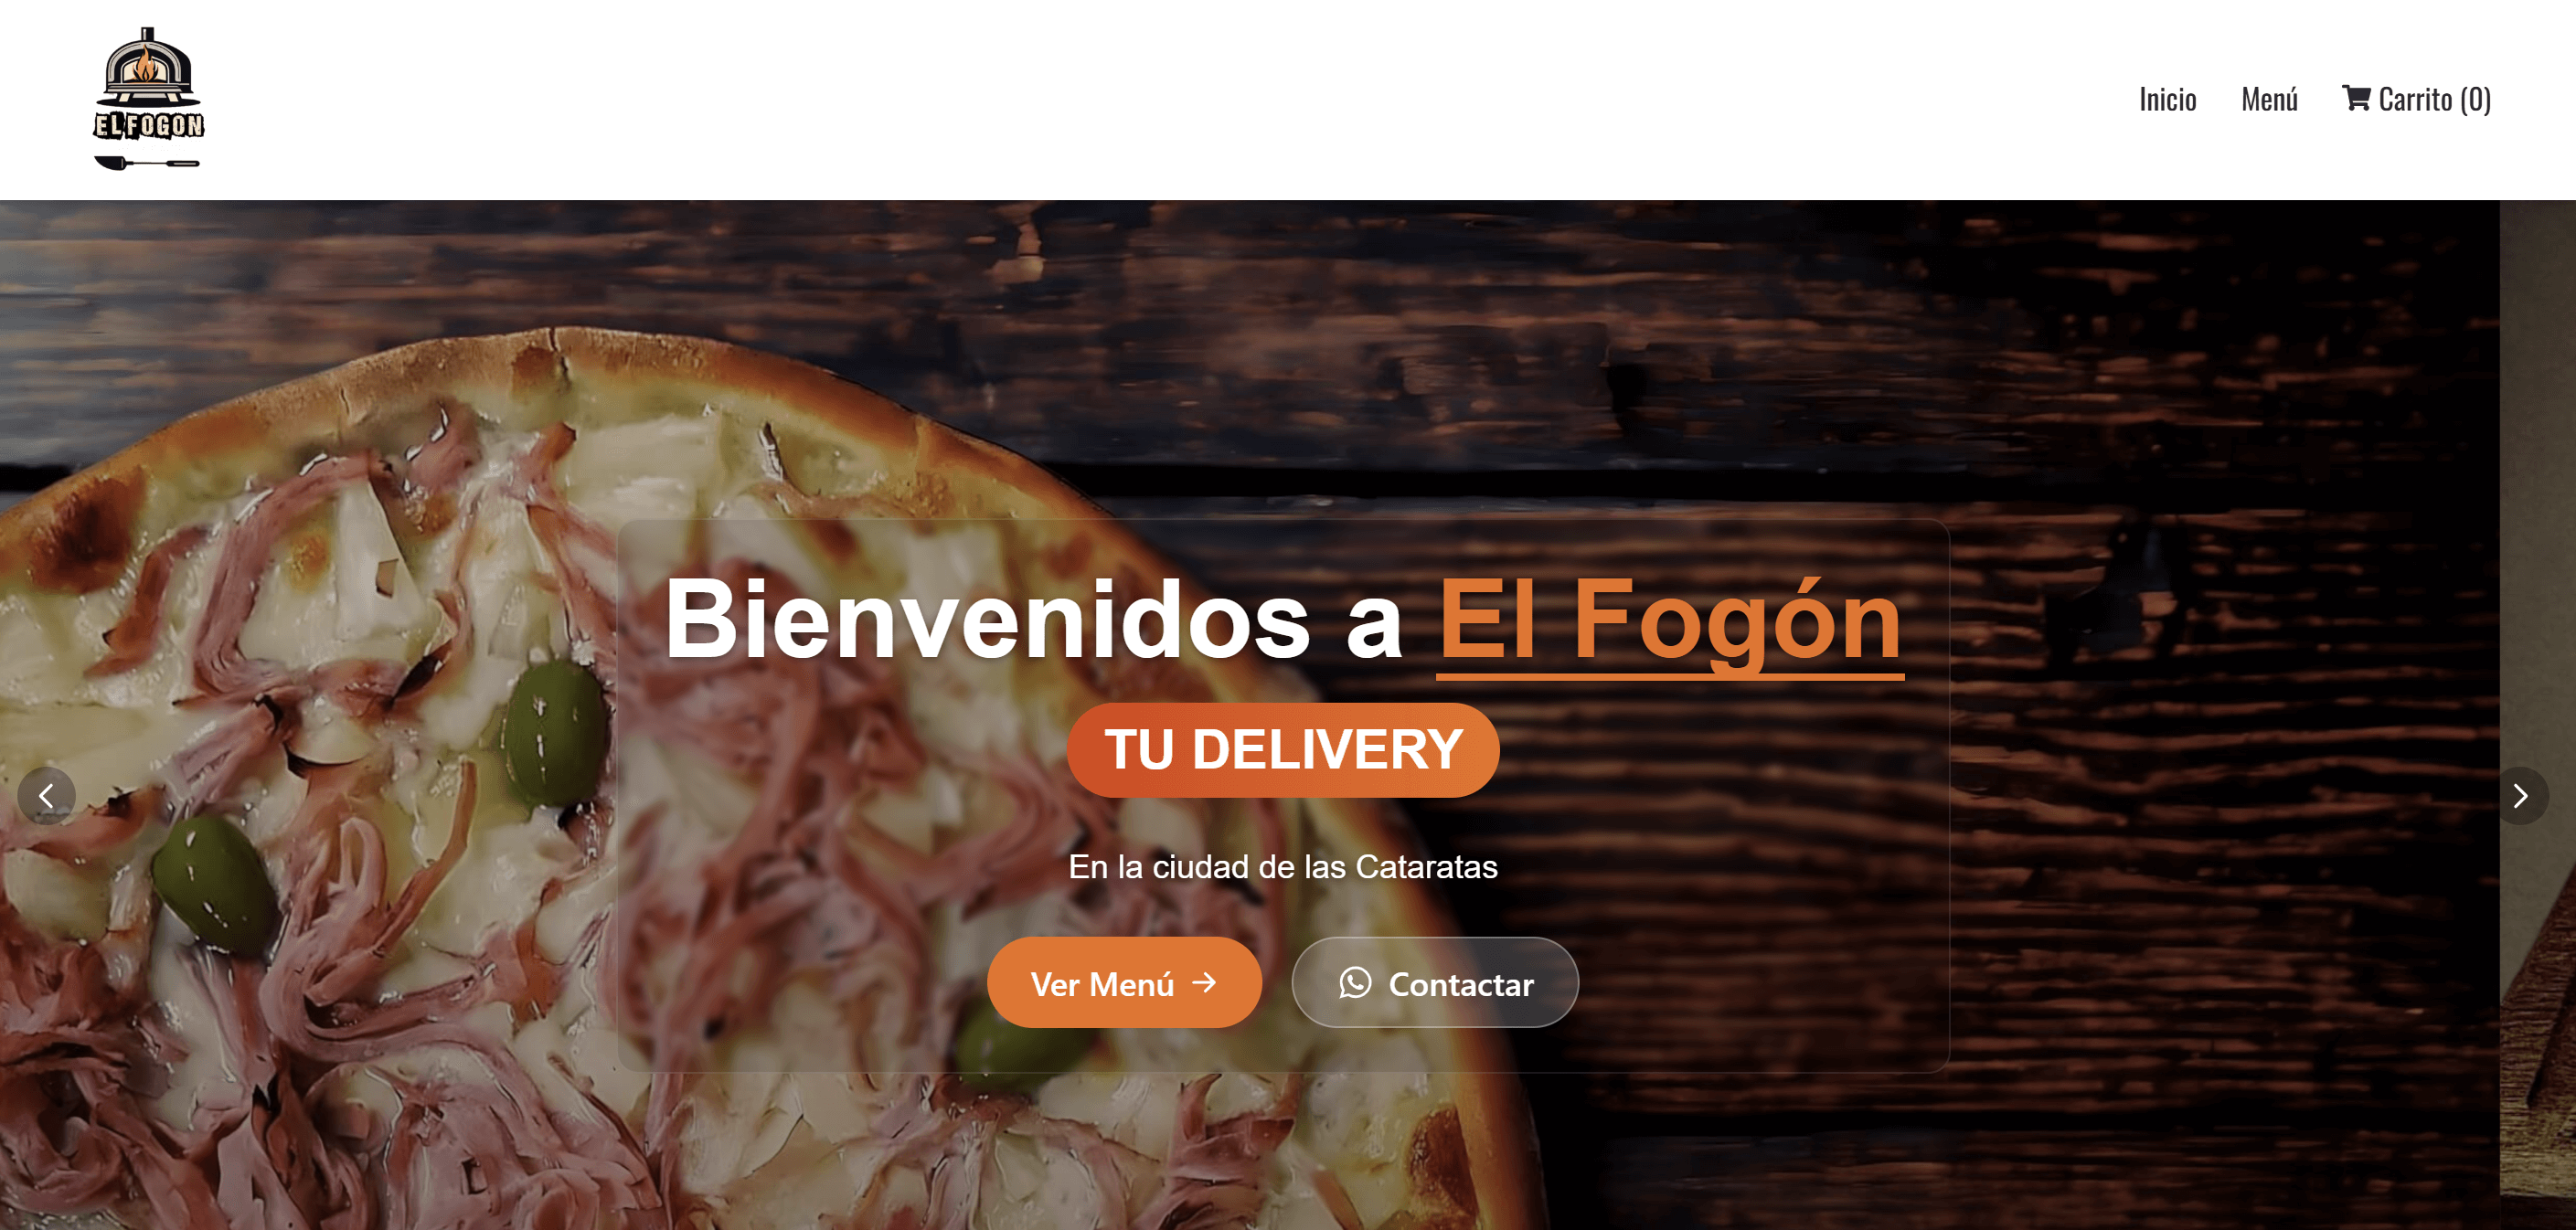 EL FOGON
Inicio
Menú
Carrito (0)
Bienvenidos a El Fogón
TU DELIVERY
En la ciudad de las Cataratas
Ver Menú →
Contactar